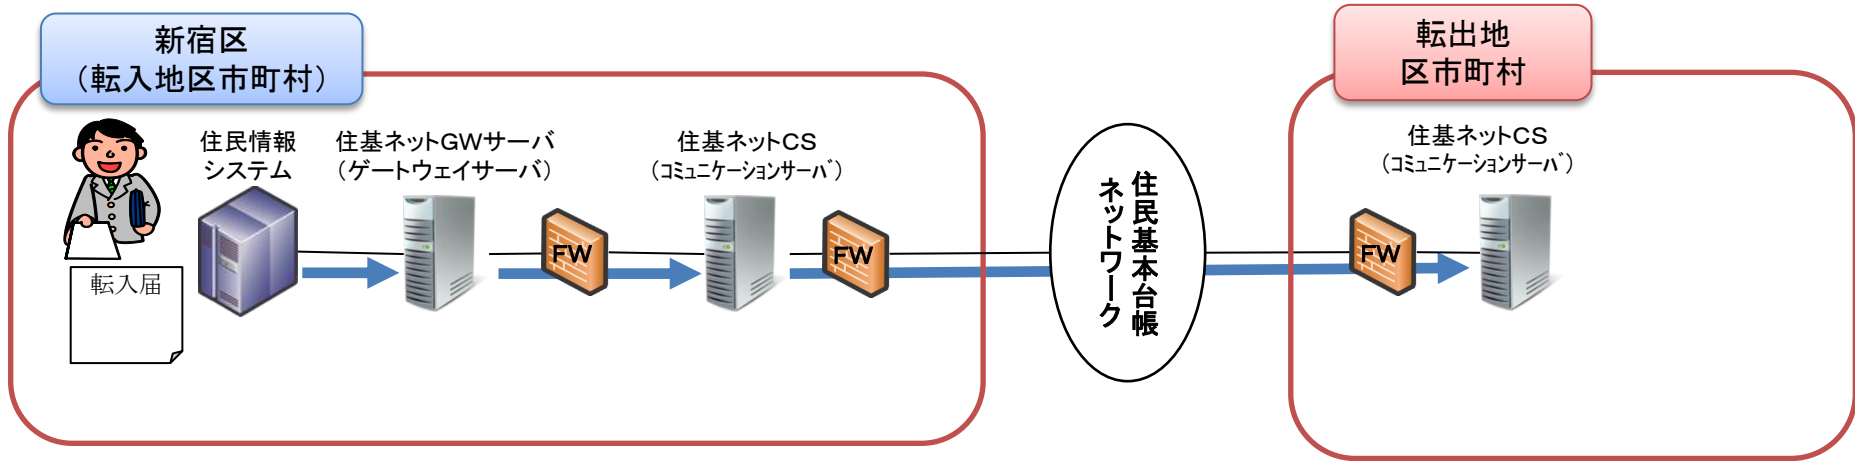 新宿区
（転入地区市町村）
転出地
区市町村
住民情報
システム
住基ネットGWサーバ
（ゲートウェイサーバ）
住基ネットCS
（ｺﾐｭﾆｹｰｼｮﾝｻｰﾊﾞ）
住基ネットCS
（ｺﾐｭﾆｹｰｼｮﾝｻｰﾊﾞ）
住民基本台帳
ネットワーク
FW
FW
FW
転入届